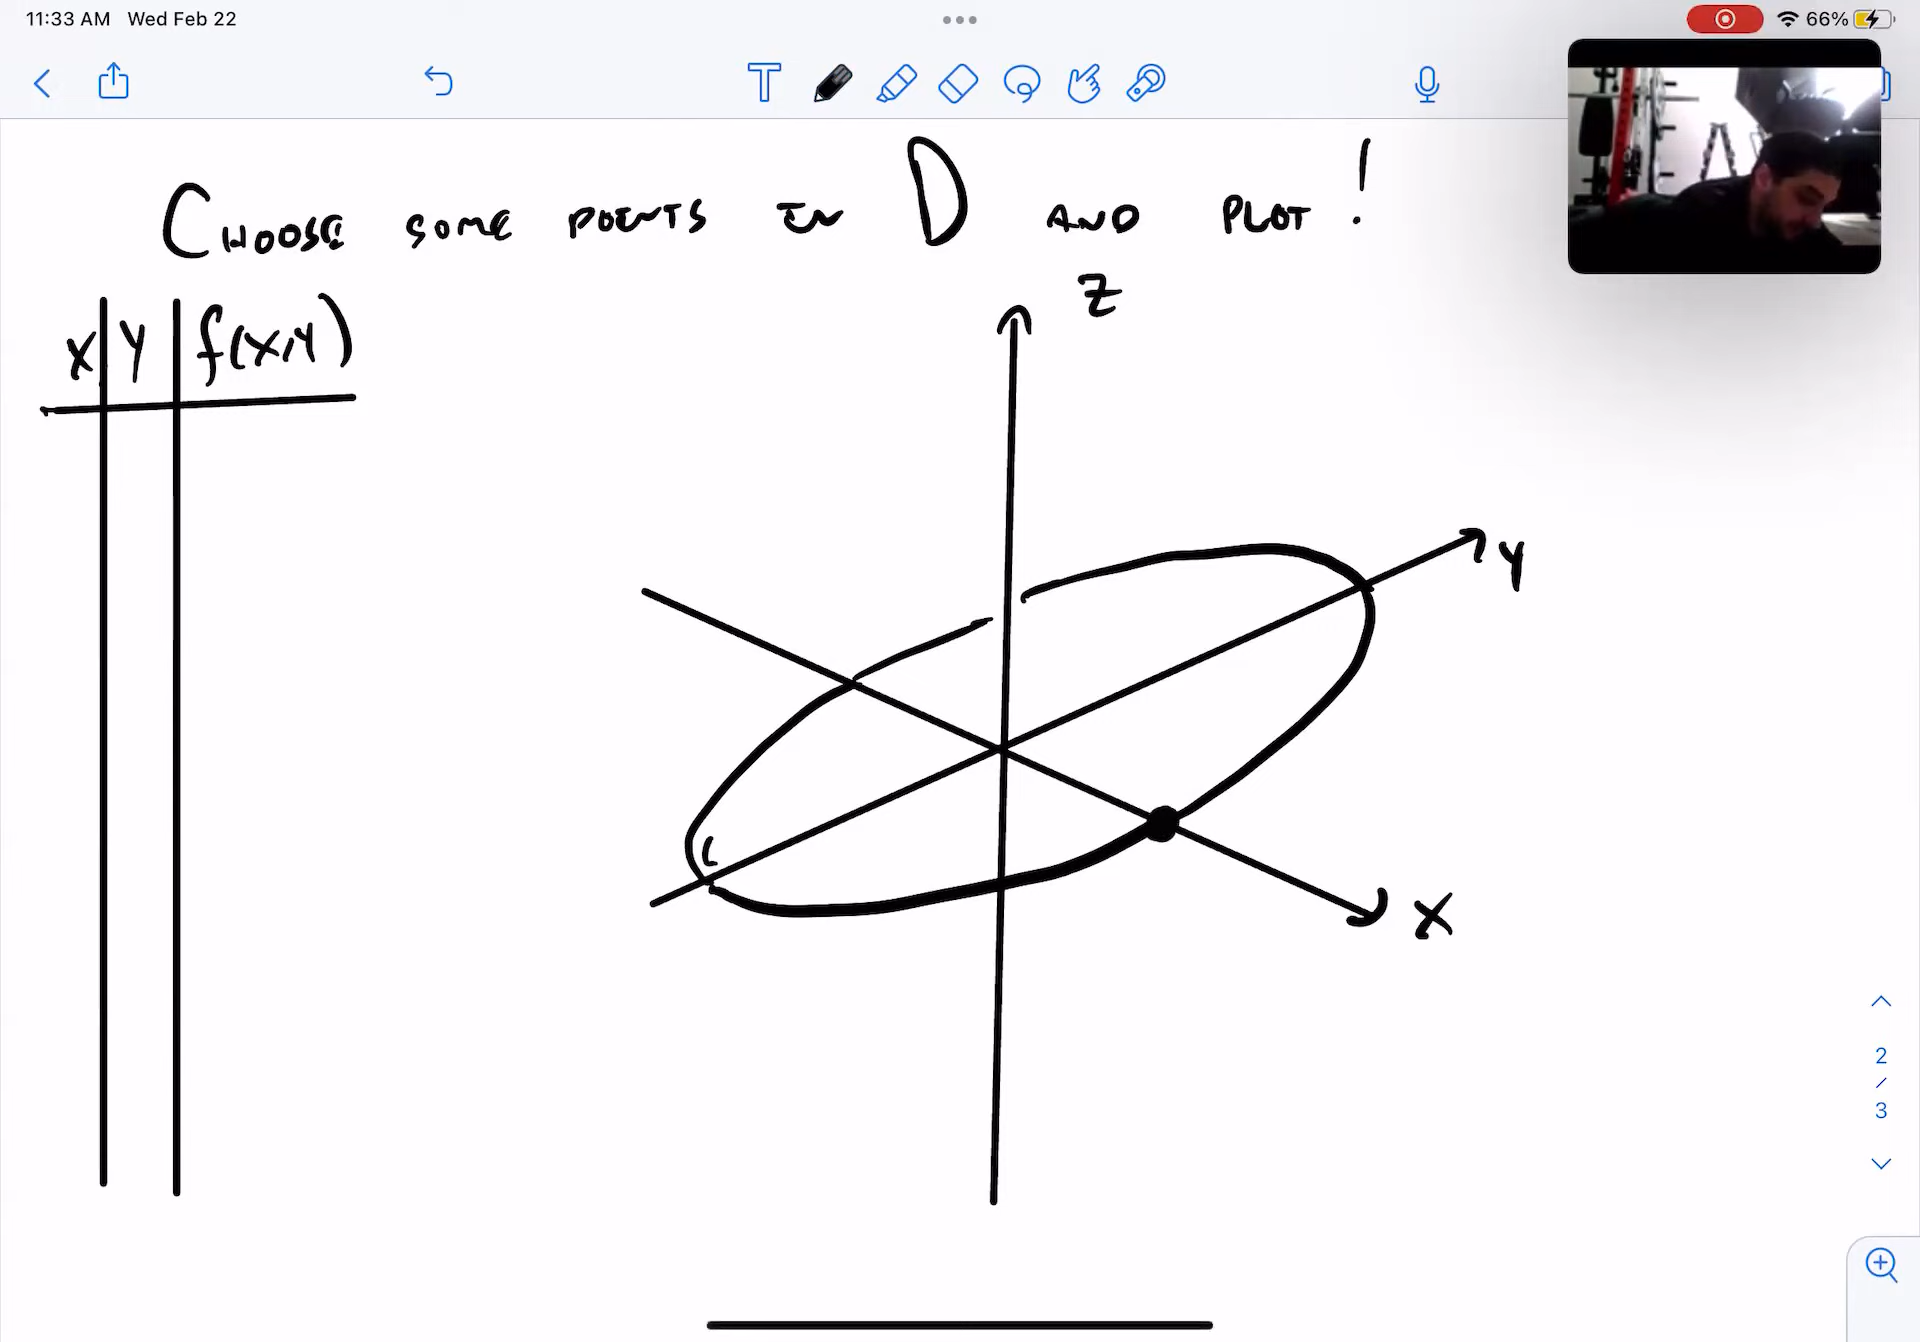 11:33 AM Wed Feb 22
66%
CHOOSE SOME POINTS IN D AND PLOT!
Z
X Y f(X,Y)
Y
X
2
/
3